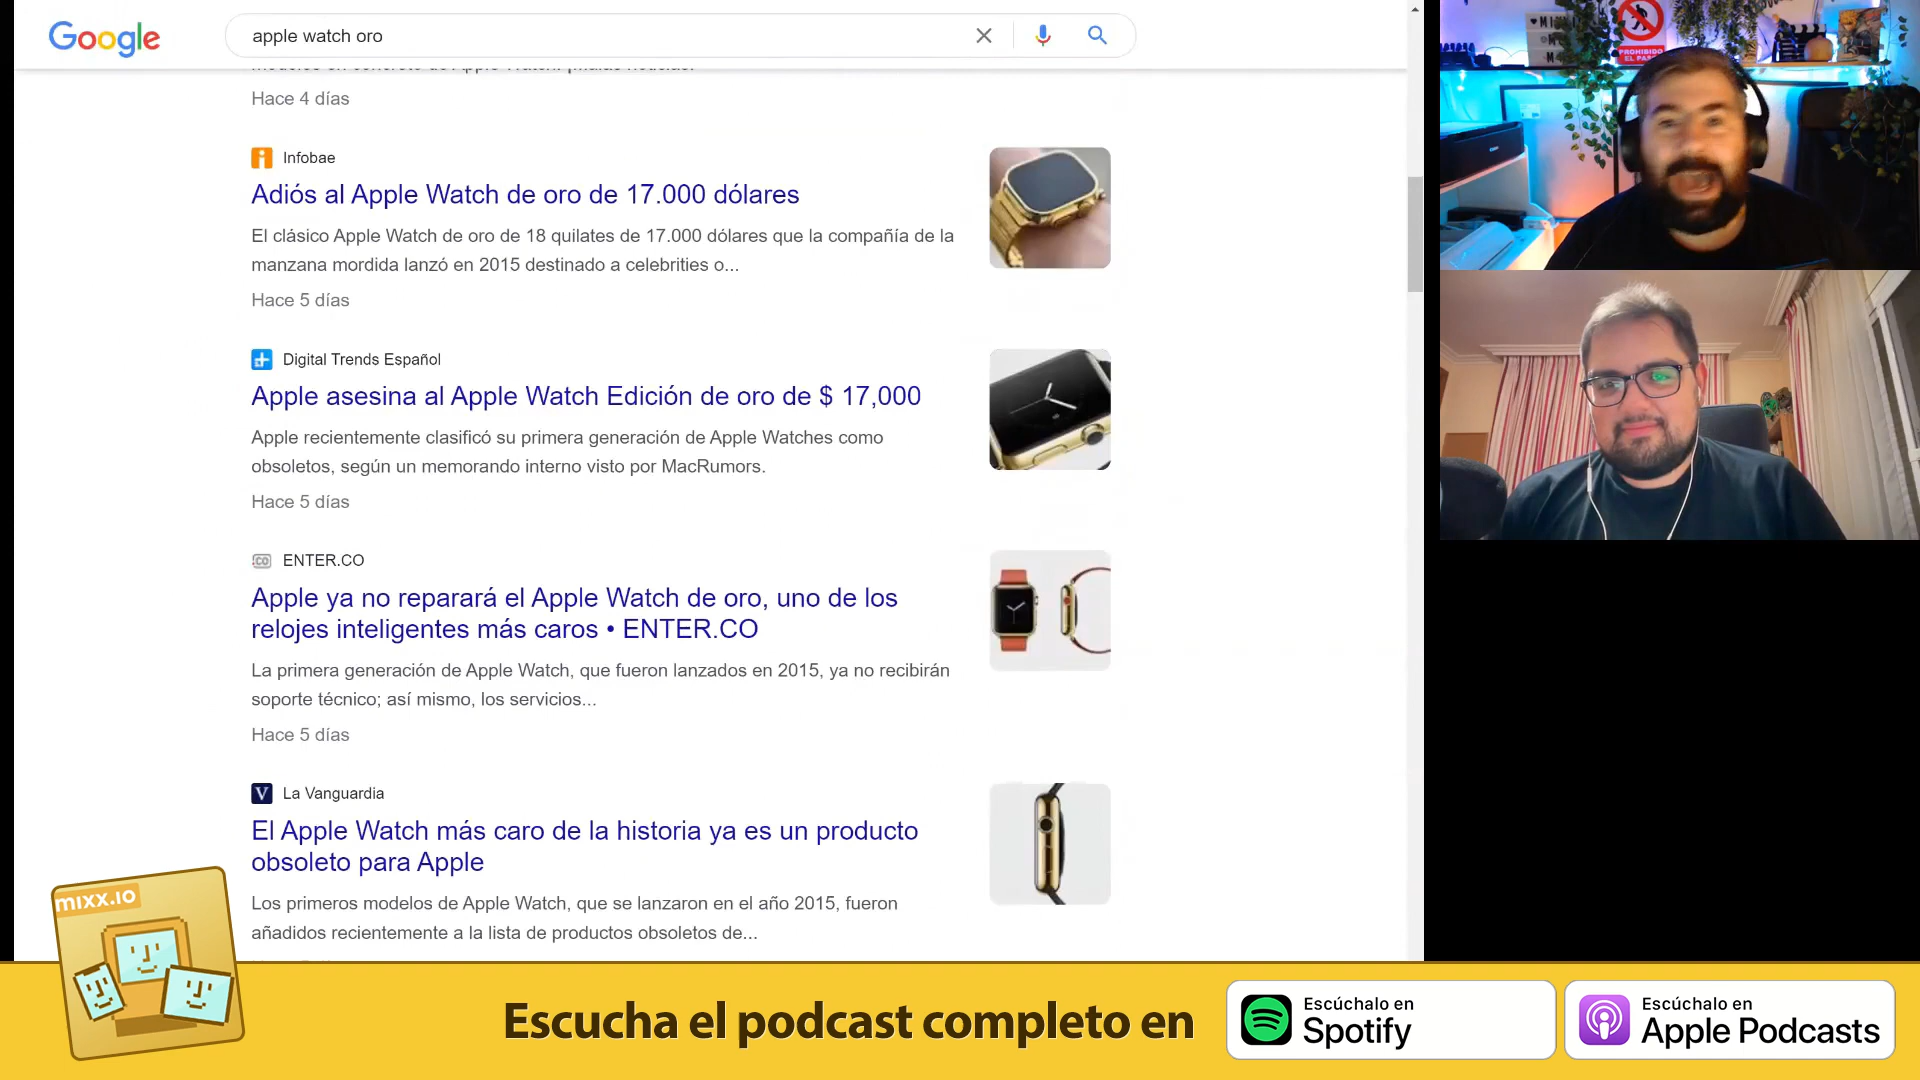 Google
apple watch oro
Hace 4 días
Infobae
Adiós al Apple Watch de oro de 17.000 dólares
El clásico Apple Watch de oro de 18 quilates de 17.000 dólares que la compañía de la
manzana mordida lanzó en 2015 destinado a celebrities o...
Hace 5 días
Digital Trends Español
Apple asesina al Apple Watch Edición de oro de $ 17,000
Apple recientemente clasificó su primera generación de Apple Watches como
obsoletos, según un memorando interno visto por MacRumors.
Hace 5 días
ENTER.CO
Apple ya no reparará el Apple Watch de oro, uno de los
relojes inteligentes más caros • ENTER.CO
La primera generación de Apple Watch, que fueron lanzados en 2015, ya no recibirán
soporte técnico; así mismo, los servicios...
Hace 5 días
La Vanguardia
El Apple Watch más caro de la historia ya es un producto
obsoleto para Apple
Los primeros modelos de Apple Watch, que se lanzaron en el año 2015, fueron
añadidos recientemente a la lista de productos obsoletos de...
PROHIBIDO
mixx.io
Escucha el podcast completo en
Escúchalo en
Spotify
Escúchalo en
Apple Podcasts